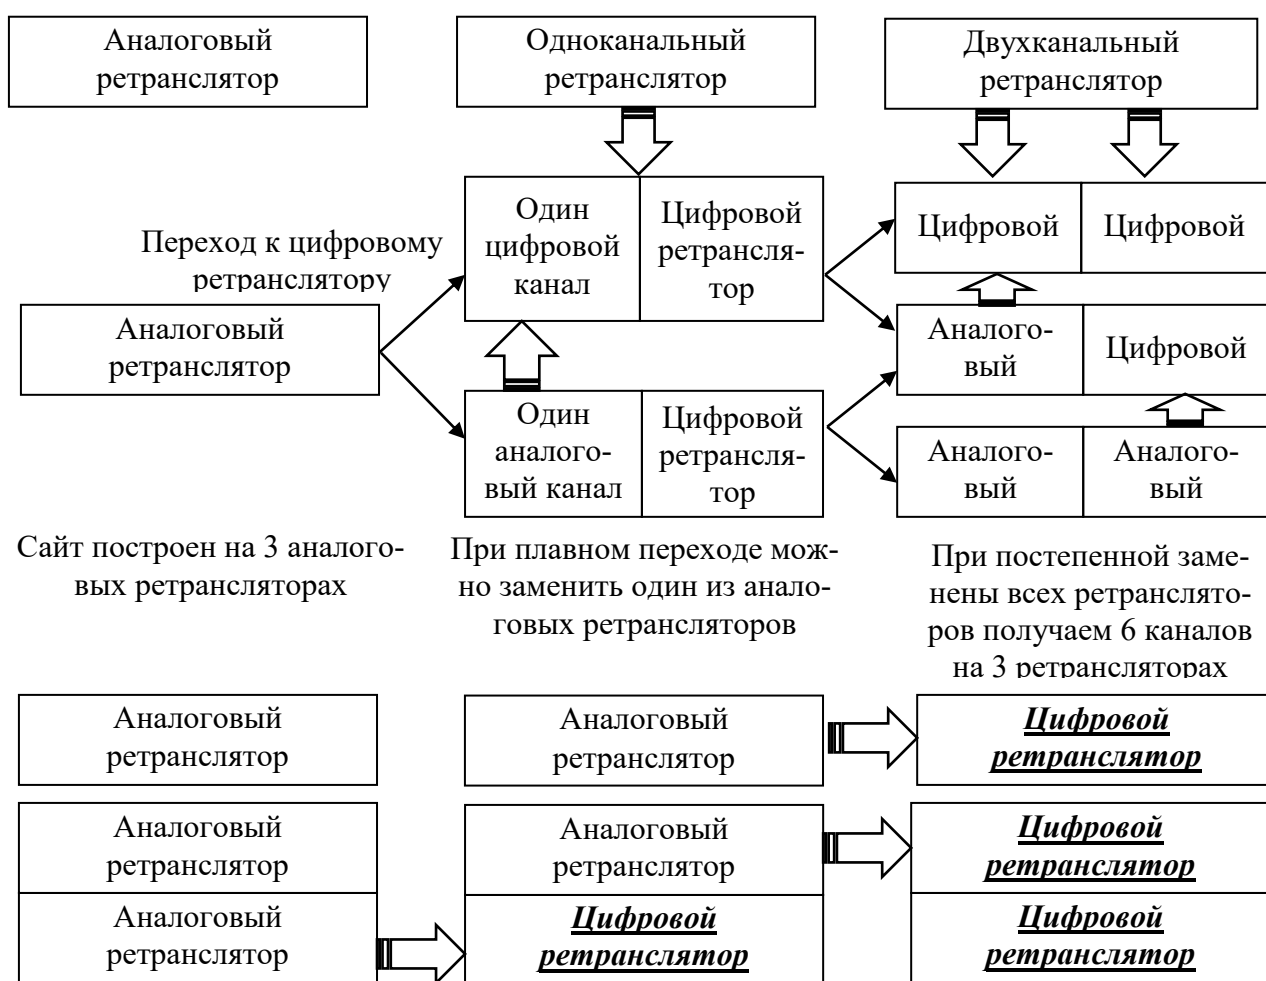 Аналоговый
ретранслятор
Одноканальный
ретранслятор
Двухканальный
ретранслятор
Переход к цифровому
ретранслятору
Аналоговый
ретранслятор
Один
цифровой
канал
Цифровой
ретрансля-
тор
Один
аналого-
вый канал
Цифровой
ретрансля-
тор
Цифровой
Цифровой
Аналого-
вый
Цифровой
Аналого-
вый
Аналого-
вый
Сайт построен на 3 аналого-
вых ретрансляторах
При плавном переходе мож-
но заменить один из анало-
говых ретрансляторов
При постепенной заме-
нены всех ретранслято-
ров получаем 6 каналов
на 3 ретрансляторах
Аналоговый
ретранслятор
Аналоговый
ретранслятор
Цифровой
ретранслятор
Аналоговый
ретранслятор
Аналоговый
ретранслятор
Цифровой
ретранслятор
Аналоговый
ретранслятор
Цифровой
ретранслятор
Цифровой
ретранслятор